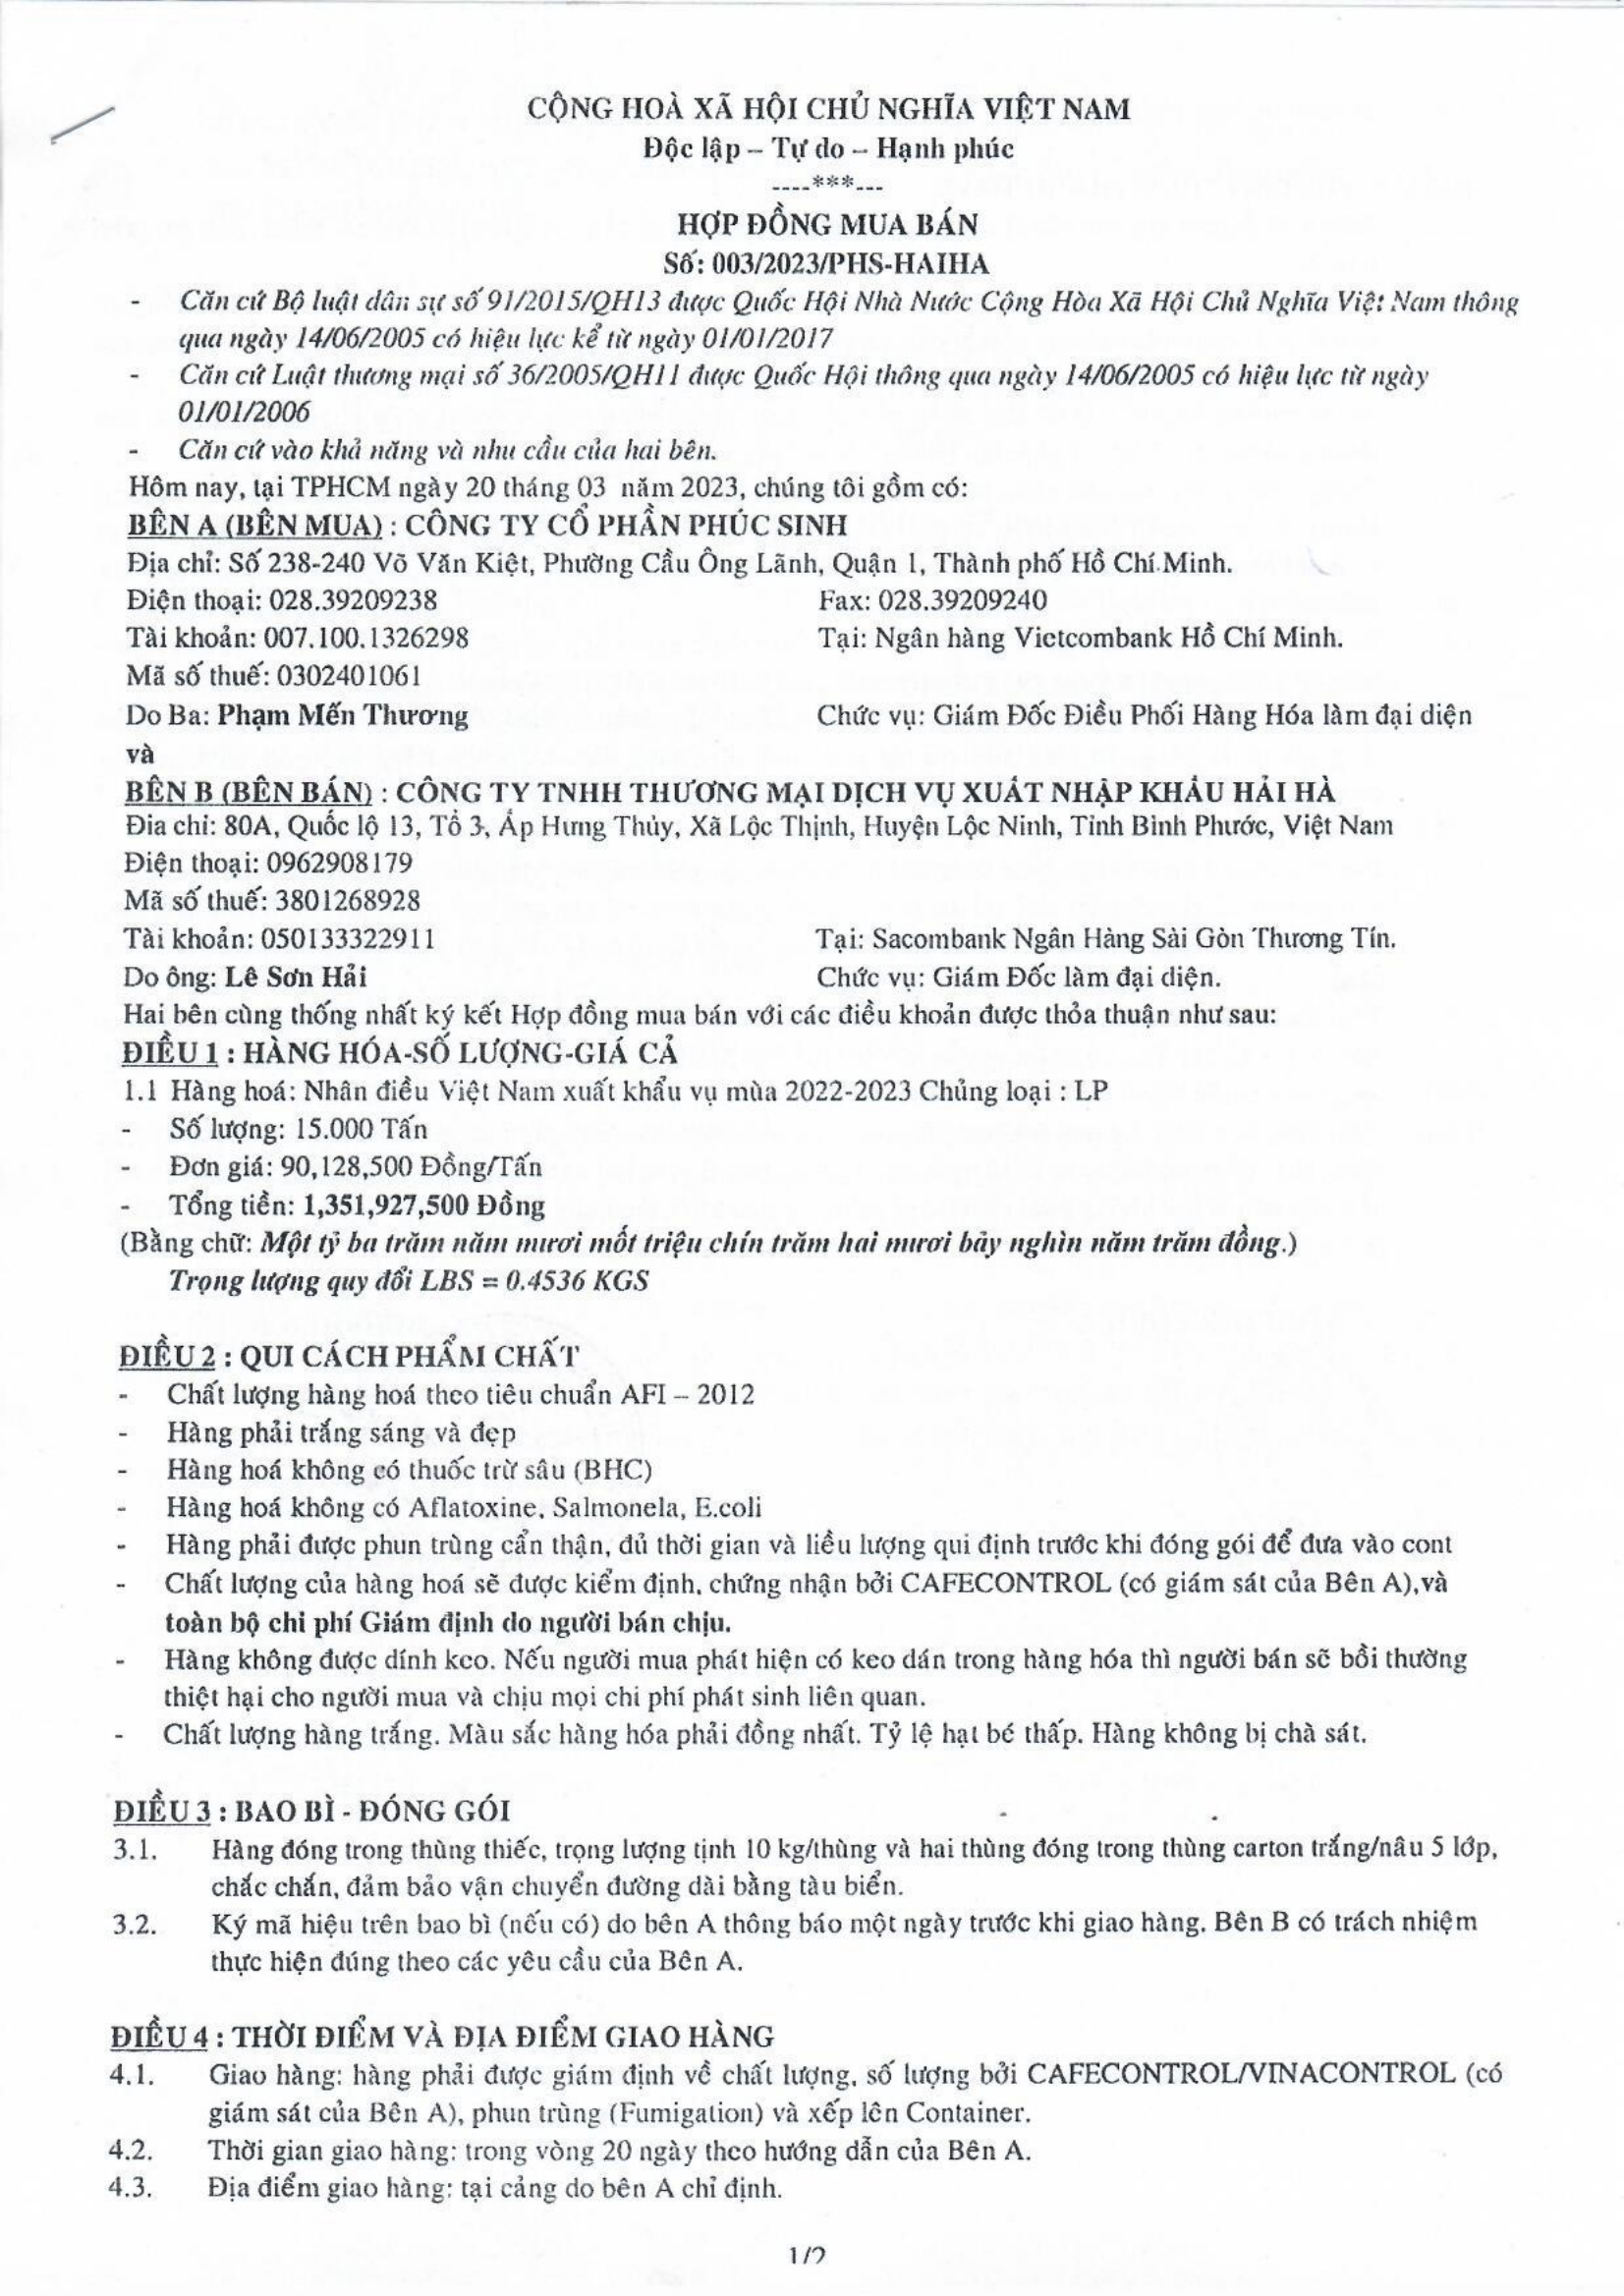 CỘNG HOÀ XÃ HỘI CHỦ NGHĨA VIỆT NAM
Độc lập – Tự do – Hạnh phúc
----***---
HỢP ĐỒNG MUA BÁN
Số: 003/2023/PHS-HAIHA
- Căn cứ Bộ luật dân sự số 91/2015/QH13 được Quốc Hội Nhà Nước Cộng Hòa Xã Hội Chủ Nghĩa Việt Nam thông
qua ngày 14/06/2005 có hiệu lực kể từ ngày 01/01/2017
- Căn cứ Luật thương mại số 36/2005/QH11 được Quốc Hội thông qua ngày 14/06/2005 có hiệu lực từ ngày
01/01/2006
- Căn cứ vào khả năng và nhu cầu của hai bên.
Hôm nay, tại TPHCM ngày 20 tháng 03 năm 2023, chúng tôi gồm có:
BÊN A (BÊN MUA) : CÔNG TY CỔ PHẦN PHÚC SINH
Địa chỉ: Số 238-240 Võ Văn Kiệt, Phường Cầu Ông Lãnh, Quận 1, Thành phố Hồ Chí Minh.
Điện thoại: 028.39209238 Fax: 028.39209240
Tài khoản: 007.100.1326298 Tại: Ngân hàng Vietcombank Hồ Chí Minh.
Mã số thuế: 0302401061
Do Bà: Phạm Mến Thương Chức vụ: Giám Đốc Điều Phối Hàng Hóa làm đại diện
và
BÊN B (BÊN BÁN) : CÔNG TY TNHH THƯƠNG MẠI DỊCH VỤ XUẤT NHẬP KHẨU HẢI HÀ
Địa chỉ: 80A, Quốc lộ 13, Tổ 3, Ấp Hưng Thủy, Xã Lộc Thịnh, Huyện Lộc Ninh, Tỉnh Bình Phước, Việt Nam
Điện thoại: 0962908179
Mã số thuế: 3801268928
Tài khoản: 050133322911 Tại: Sacombank Ngân Hàng Sài Gòn Thương Tín.
Do ông: Lê Sơn Hải Chức vụ: Giám Đốc làm đại diện.
Hai bên cùng thống nhất ký kết Hợp đồng mua bán với các điều khoản được thỏa thuận như sau:
ĐIỀU 1 : HÀNG HÓA-SỐ LƯỢNG-GIÁ CẢ
1.1 Hàng hoá: Nhân điều Việt Nam xuất khẩu vụ mùa 2022-2023 Chủng loại : LP
- Số lượng: 15.000 Tấn
- Đơn giá: 90,128,500 Đồng/Tấn
- Tổng tiền: 1,351,927,500 Đồng
(Bằng chữ: Một tỷ ba trăm năm mươi mốt triệu chín trăm hai mươi bảy nghìn năm trăm đồng.)
Trọng lượng quy đổi LBS = 0.4536 KGS
ĐIỀU 2 : QUI CÁCH PHẨM CHẤT
- Chất lượng hàng hoá theo tiêu chuẩn AFI – 2012
- Hàng phải trắng sáng và đẹp
- Hàng hoá không có thuốc trừ sâu (BHC)
- Hàng hoá không có Aflatoxine, Salmonela, E.coli
- Hàng phải được phun trùng cẩn thận, đủ thời gian và liều lượng qui định trước khi đóng gói để đưa vào cont
- Chất lượng của hàng hoá sẽ được kiểm định, chứng nhận bởi CAFECONTROL (có giám sát của Bên A),và
toàn bộ chi phí Giám định do người bán chịu.
- Hàng không được dính keo. Nếu người mua phát hiện có keo dán trong hàng hóa thì người bán sẽ bồi thường
thiệt hại cho người mua và chịu mọi chi phí phát sinh liên quan.
- Chất lượng hàng trắng. Màu sắc hàng hóa phải đồng nhất. Tỷ lệ hạt bé thấp. Hàng không bị chà sát.
ĐIỀU 3 : BAO BÌ - ĐÓNG GÓI
3.1. Hàng đóng trong thùng thiếc, trọng lượng tịnh 10 kg/thùng và hai thùng đóng trong thùng carton trắng/nâu 5 lớp,
chắc chắn, đảm bảo vận chuyển đường dài bằng tàu biển.
3.2. Ký mã hiệu trên bao bì (nếu có) do bên A thông báo một ngày trước khi giao hàng. Bên B có trách nhiệm
thực hiện đúng theo các yêu cầu của Bên A.
ĐIỀU 4 : THỜI ĐIỂM VÀ ĐỊA ĐIỂM GIAO HÀNG
4.1. Giao hàng: hàng phải được giám định về chất lượng, số lượng bởi CAFECONTROL/VINACONTROL (có
giám sát của Bên A), phun trùng (Fumigation) và xếp lên Container.
4.2. Thời gian giao hàng: trong vòng 20 ngày theo hướng dẫn của Bên A.
4.3. Địa điểm giao hàng: tại cảng do bên A chỉ định.
1/2